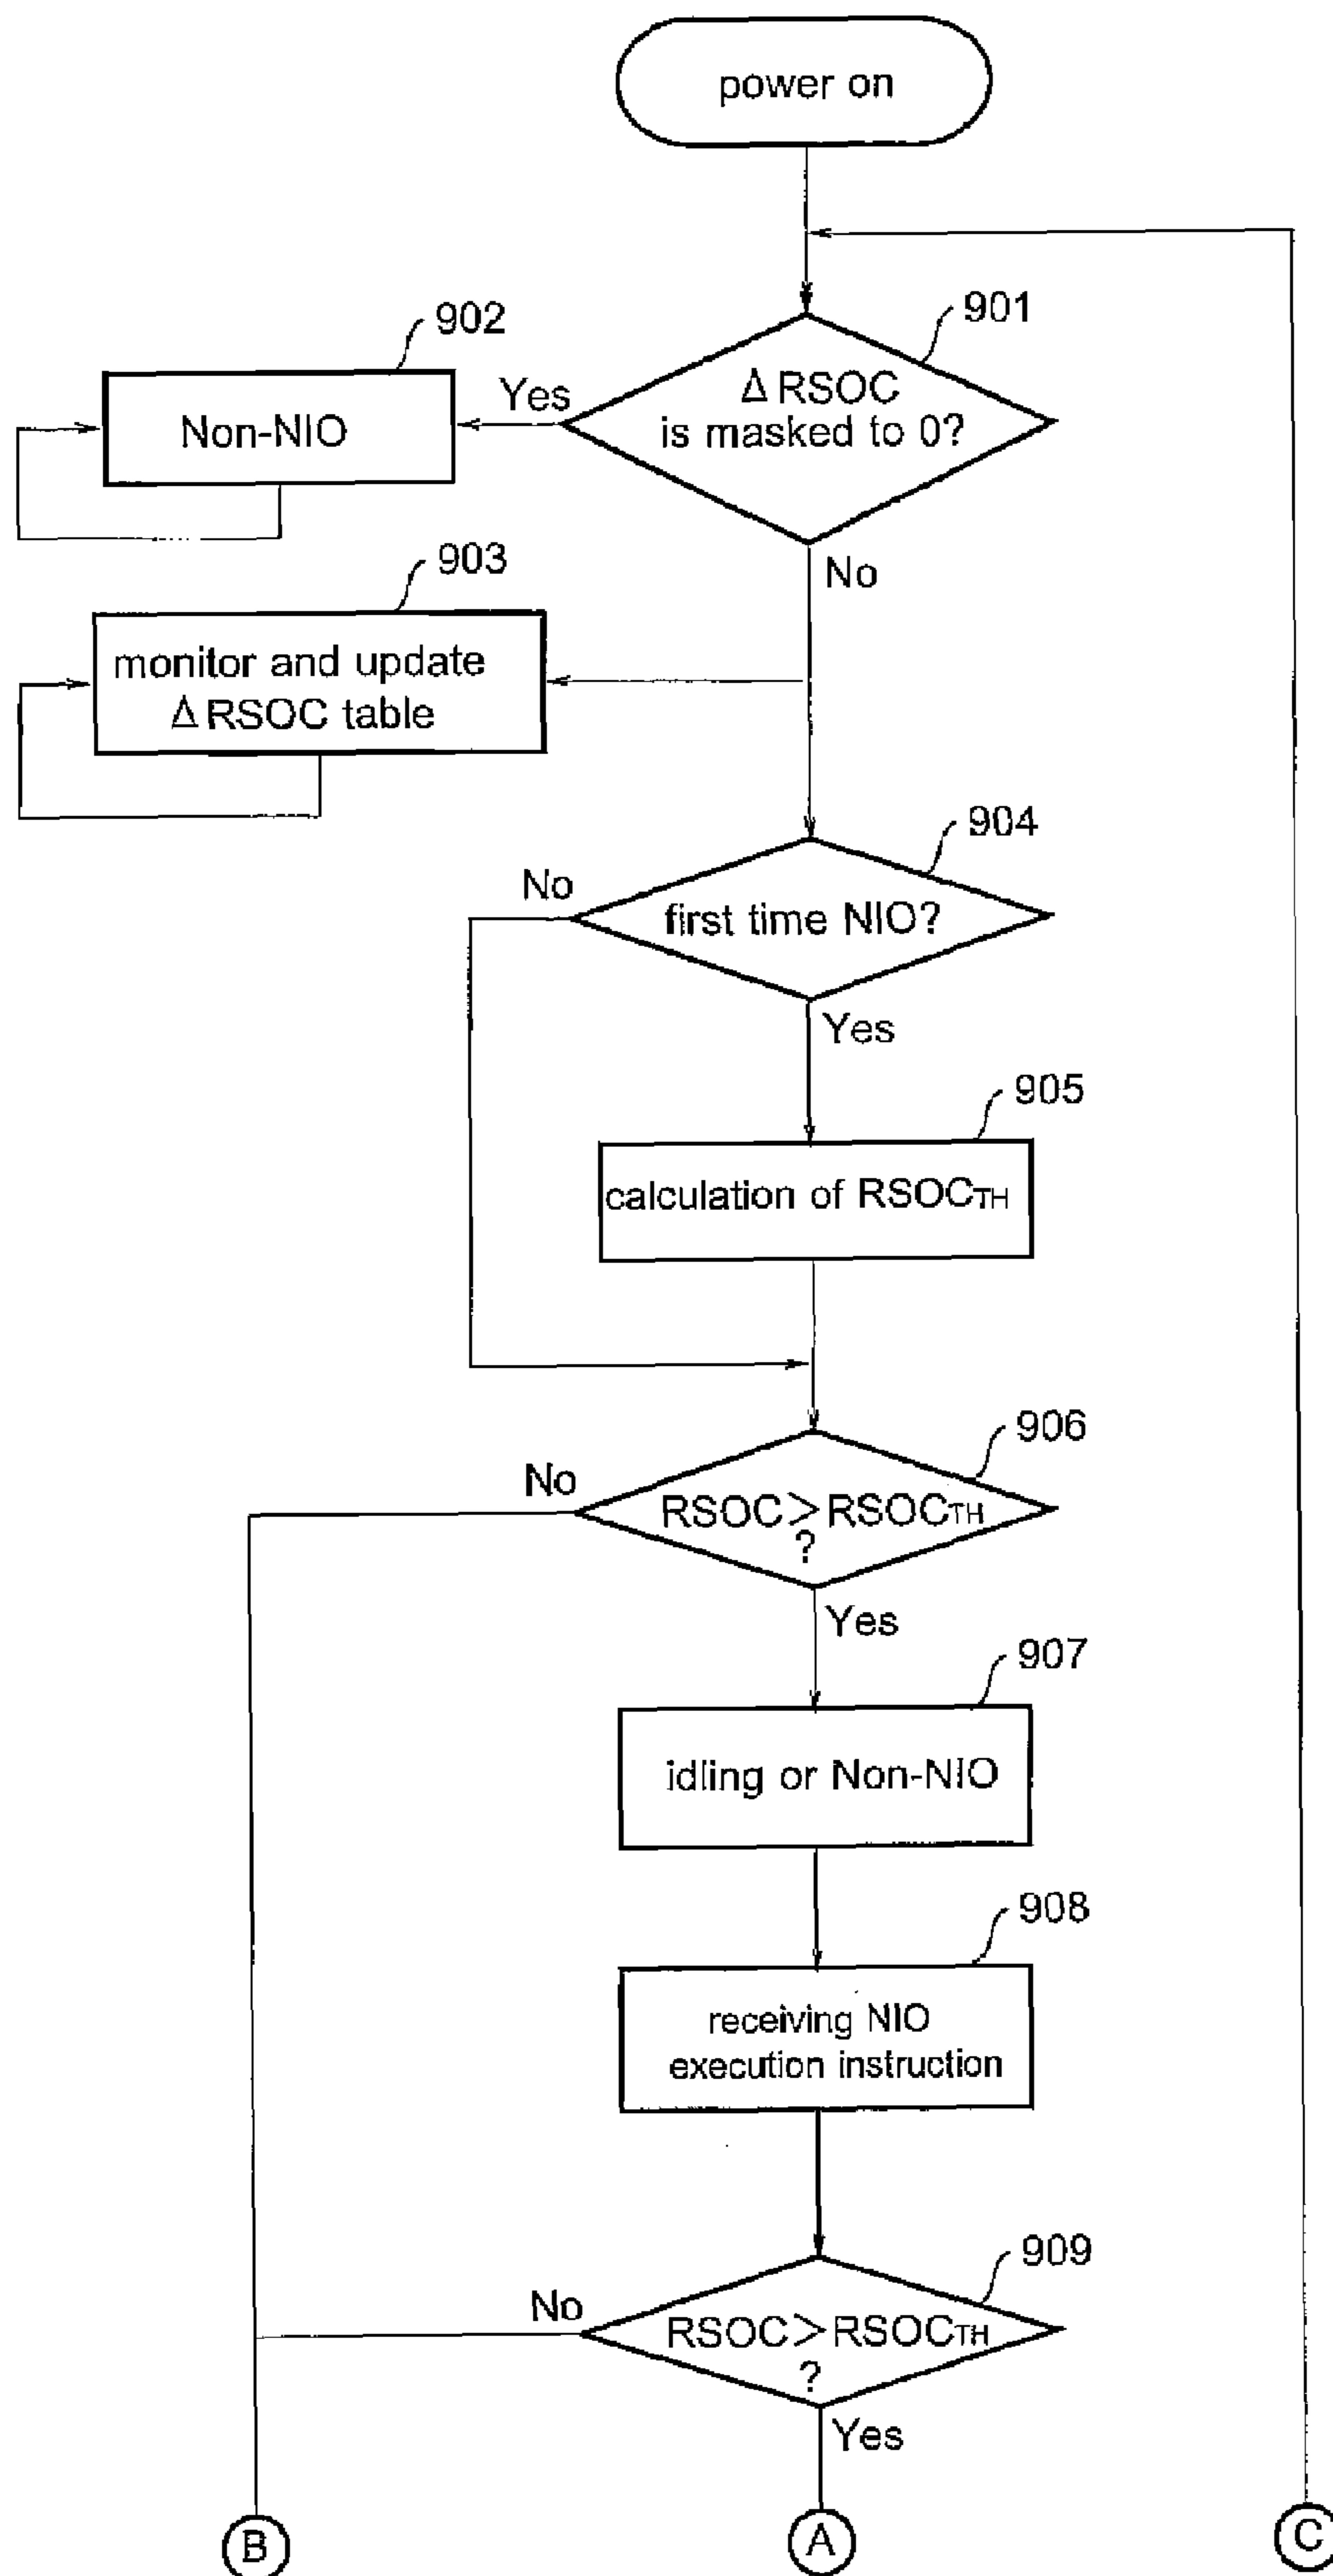 power on
901
Δ RSOC
is masked to 0?
Yes
902
Non-NIO
No
903
monitor and update
Δ RSOC table
904
first time NIO?
No
Yes
905
calculation of RSOCTH
906
No
RSOC > RSOCTH
?
Yes
907
idling or Non-NIO
908
receiving NIO
execution instruction
909
No
RSOC > RSOCTH
?
Yes
B
A
C